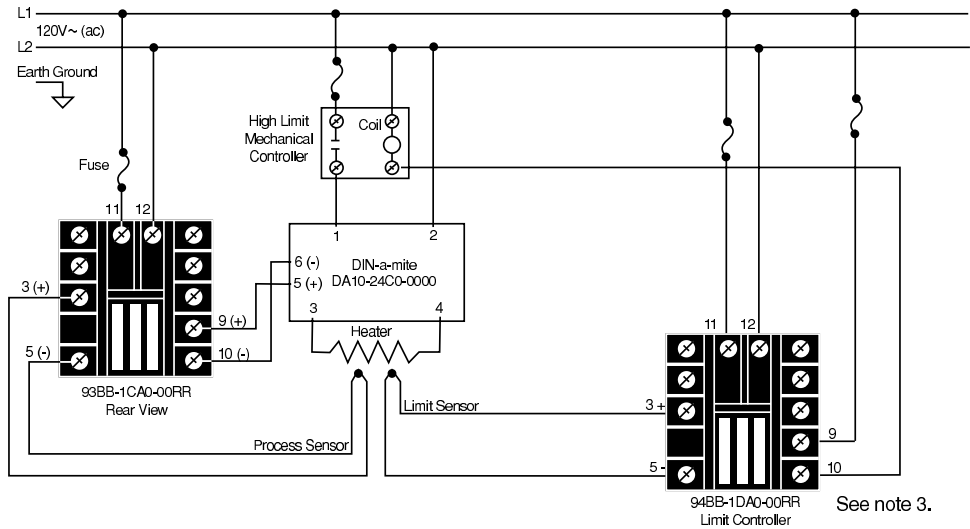 L1
120V~ (ac)
L2
Earth Ground
High Limit
Mechanical
Controller
Coil
Fuse
11
12
1
2
6 (-)
5 (+)
DIN-a-mite
DA10-24C0-0000
3 (+)
3
4
9 (+)
Heater
11
12
5 (-)
10 (-)
93BB-1CA0-00RR
Rear View
Limit Sensor
3 +
Process Sensor
9
5 -
10
94BB-1DA0-00RR
Limit Controller
See note 3.